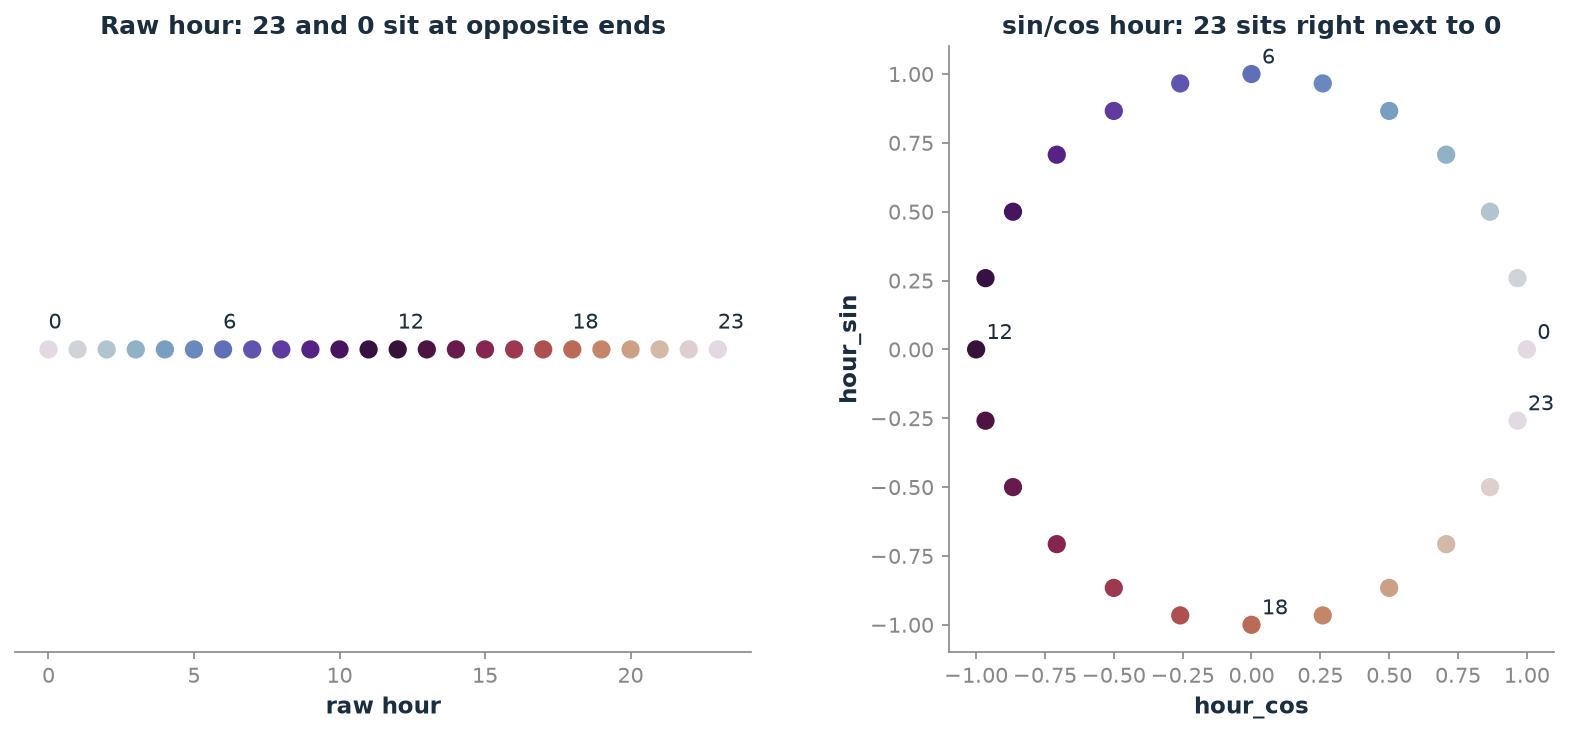 Raw hour: 23 and 0 sit at opposite ends
0 6 12 18 23
0 5 10 15 20
raw hour
sin/cos hour: 23 sits right next to 0
6
1.00
0.75
0.50
0.25
12
0
0.00
23
−0.25
−0.50
−0.75
18
−1.00
hour_sin
−1.00 −0.75 −0.50 −0.25 0.00 0.25 0.50 0.75 1.00
hour_cos